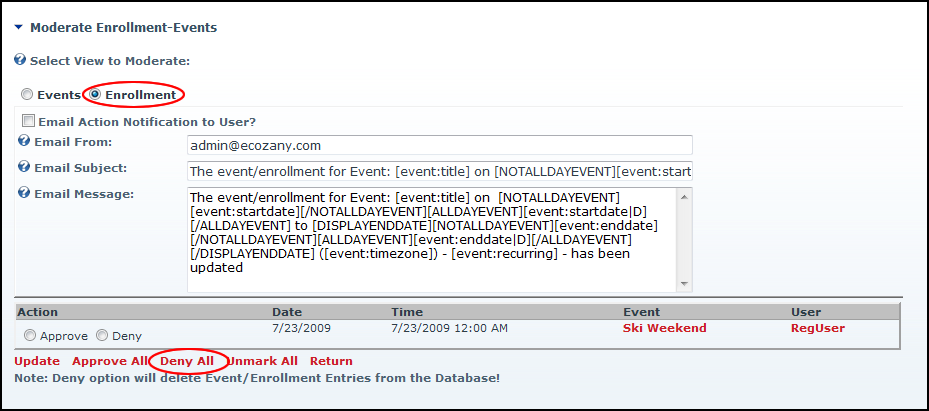 Moderate Enrollment-Events
Select View to Moderate:
Events Enrollment
Email Action Notification to User?
Email From: admin@ecozany.com
Email Subject: The event/enrollment for Event: [event:title] on [NOTALLDAYEVENT][event:start
Email Message: The event/enrollment for Event: [event:title] on [NOTALLDAYEVENT]
[event:startdate][/NOTALLDAYEVENT][ALLDAYEVENT][event:startdate|D]
[/ALLDAYEVENT] to [DISPLAYENDDATE][NOTALLDAYEVENT][event:enddate]
[/NOTALLDAYEVENT][ALLDAYEVENT][event:enddate|D][/ALLDAYEVENT]
[/DISPLAYENDDATE] ([event:timezone]) - [event:recurring] - has been
updated
Action Date Time Event User
Approve Deny 7/23/2009 7/23/2009 12:00 AM Ski Weekend RegUser
Update Approve All Deny All Unmark All Return
Note: Deny option will delete Event/Enrollment Entries from the Database!